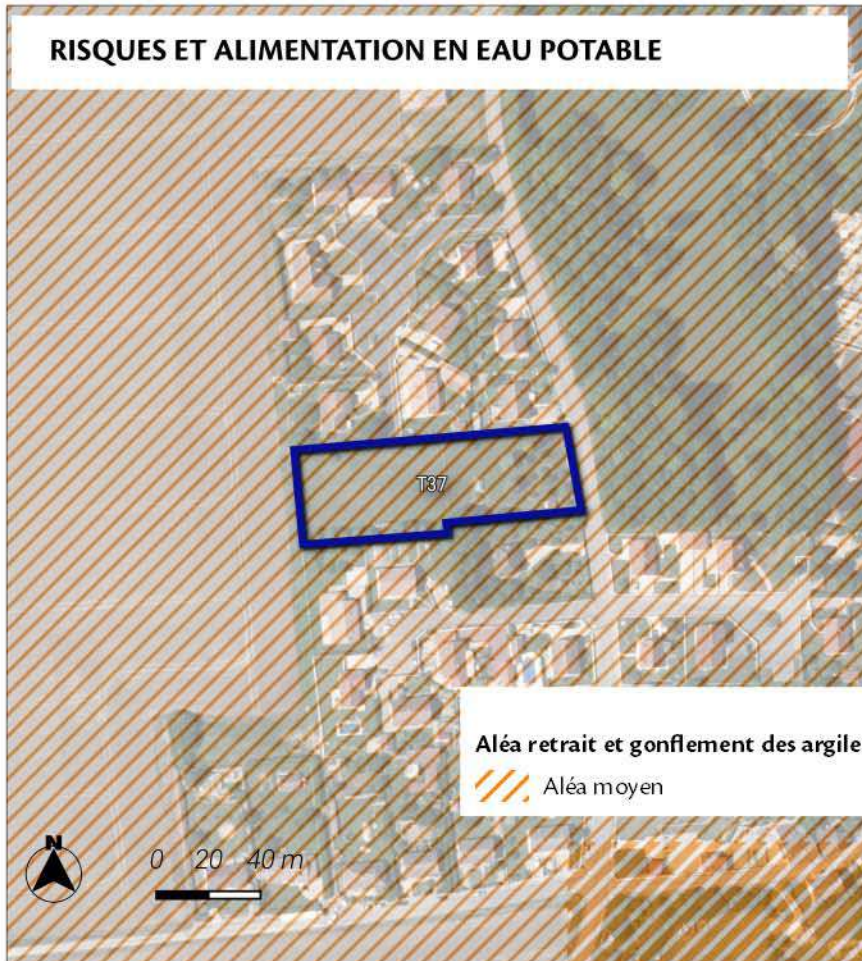 RISQUES ET ALIMENTATION EN EAU POTABLE
T37
Aléa retrait et gonflement des argile
Aléa moyen
N
0 20 40 m